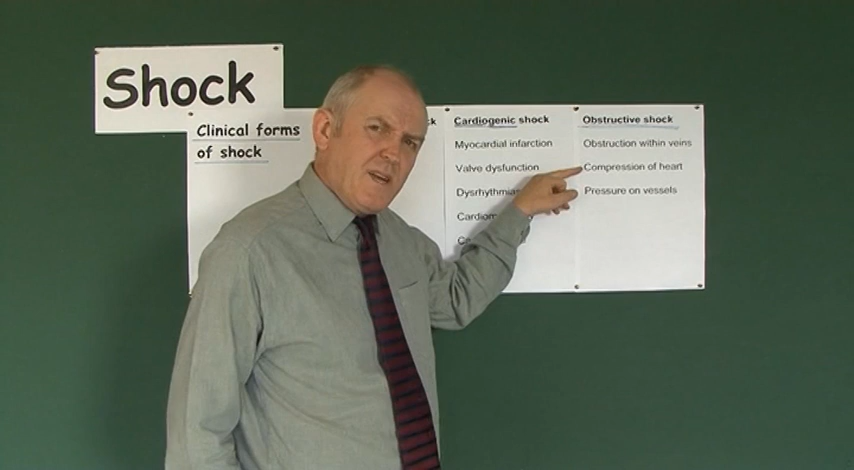 Shock
Clinical forms
of shock
Cardiogenic shock
Myocardial infarction
Valve dysfunction
Obstructive shock
Obstruction within veins
Compression of heart
Pressure on vessels